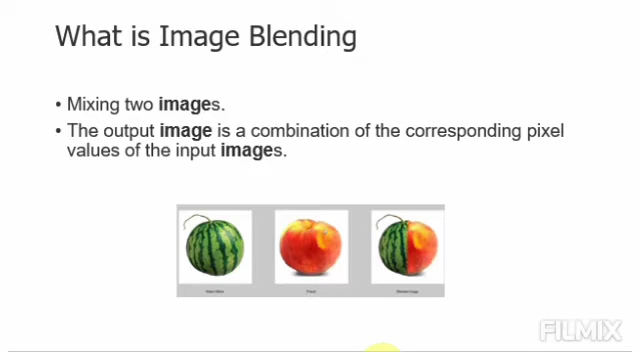 What is Image Blending
• Mixing two images.
• The output image is a combination of the corresponding pixel
values of the input images.
FILMIX